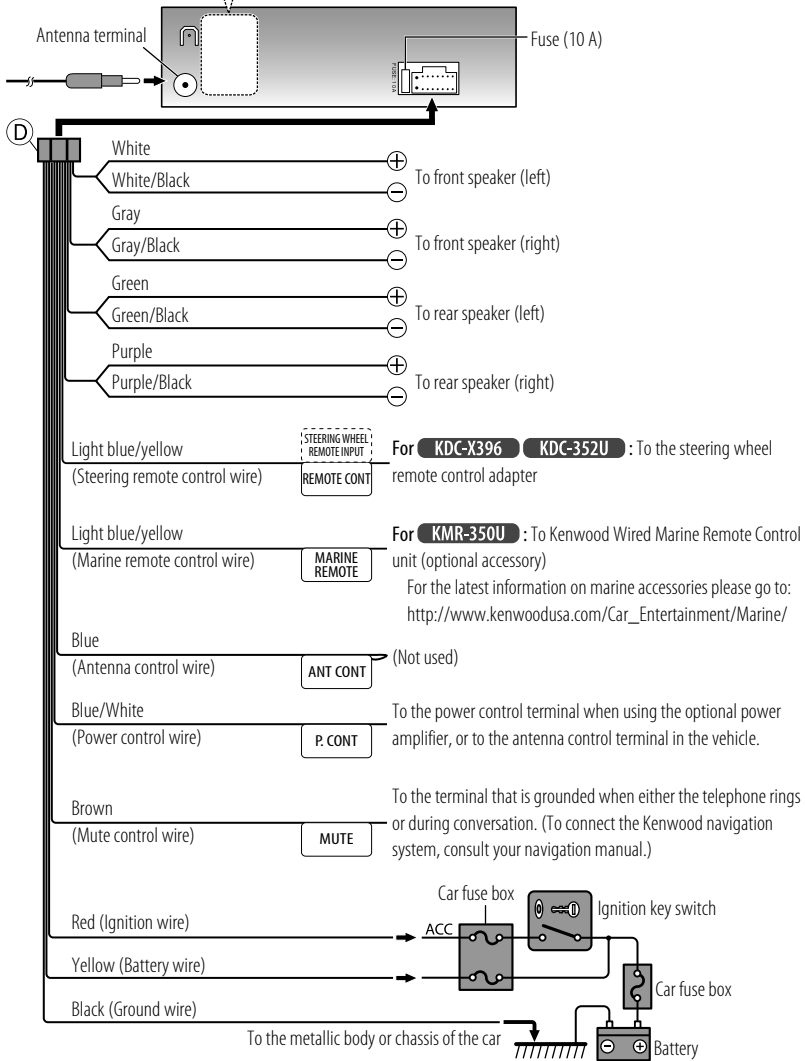 Antenna terminal
Fuse (10 A)
FUSE 10A
D
White
White/Black
To front speaker (left)
Gray
Gray/Black
To front speaker (right)
Green
Green/Black
To rear speaker (left)
Purple
Purple/Black
To rear speaker (right)
Light blue/yellow
(Steering remote control wire)
STEERING WHEEL
REMOTE INPUT
REMOTE CONT
For KDC-X396 KDC-352U : To the steering wheel
remote control adapter
Light blue/yellow
(Marine remote control wire)
MARINE
REMOTE
For KMR-350U : To Kenwood Wired Marine Remote Control
unit (optional accessory)
For the latest information on marine accessories please go to:
http://www.kenwoodusa.com/Car_Entertainment/Marine/
Blue
(Antenna control wire)
ANT CONT
(Not used)
Blue/White
(Power control wire)
P. CONT
To the power control terminal when using the optional power
amplifier, or to the antenna control terminal in the vehicle.
Brown
(Mute control wire)
MUTE
To the terminal that is grounded when either the telephone rings
or during conversation. (To connect the Kenwood navigation
system, consult your navigation manual.)
Car fuse box
Ignition key switch
Red (Ignition wire)
ACC
Yellow (Battery wire)
Car fuse box
Black (Ground wire)
To the metallic body or chassis of the car
Battery